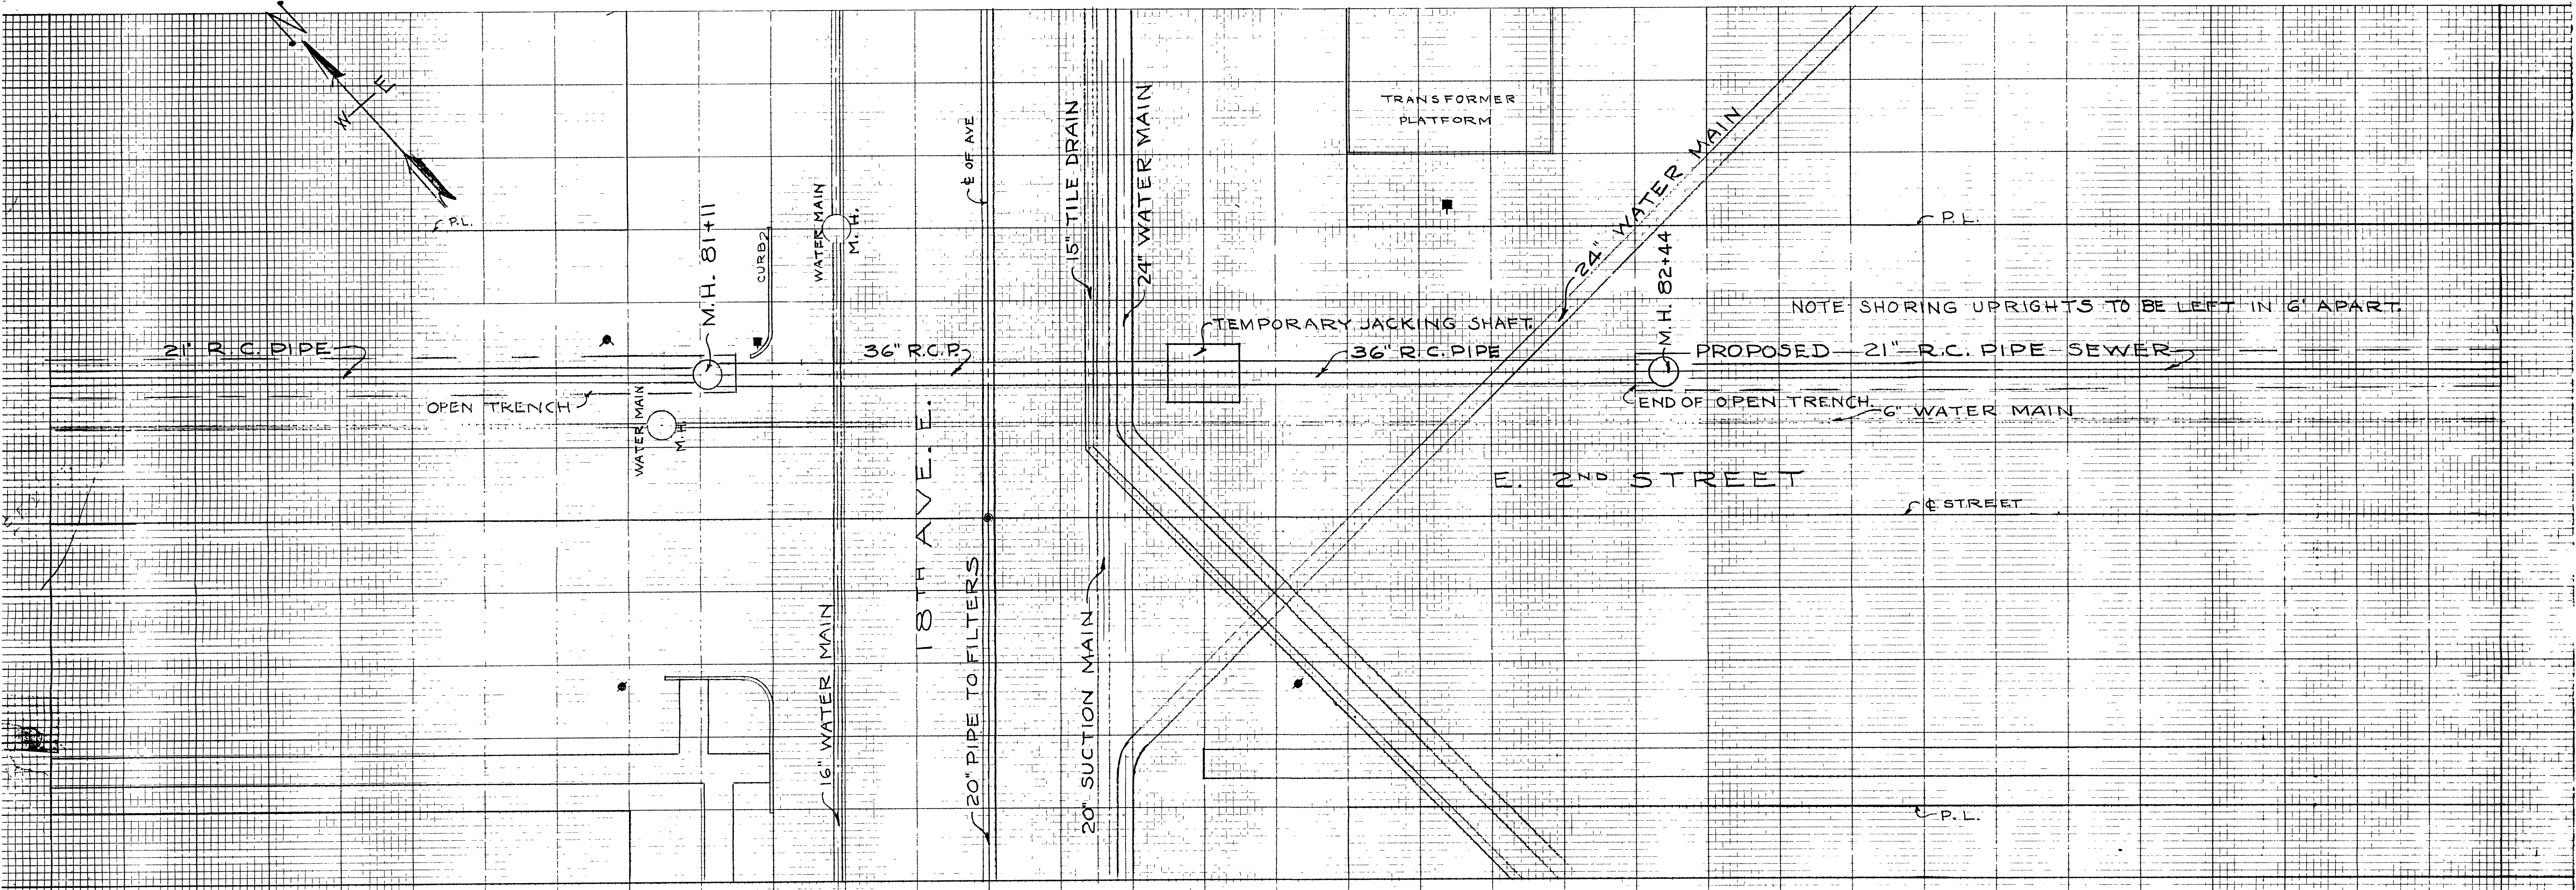 N
E
W
P.L.
21" R.C. PIPE
OPEN TRENCH
M.H. 81+11
CURB
WATER MAIN
M.H.
WATER MAIN
M.H.
16" WATER MAIN
18TH AVE. E.
36" R.C.P.
℄ OF AVE
20" PIPE TO FILTERS
15" TILE DRAIN
24" WATER MAIN
20" SUCTION MAIN
TEMPORARY JACKING SHAFT
36" R.C. PIPE
TRANSFORMER
PLATFORM
24" WATER MAIN
M.H. 82+44
P.L.
NOTE: SHORING UPRIGHTS TO BE LEFT IN 6' APART.
PROPOSED 21" R.C. PIPE SEWER
END OF OPEN TRENCH
6" WATER MAIN
E. 2ND STREET
℄ STREET
P.L.